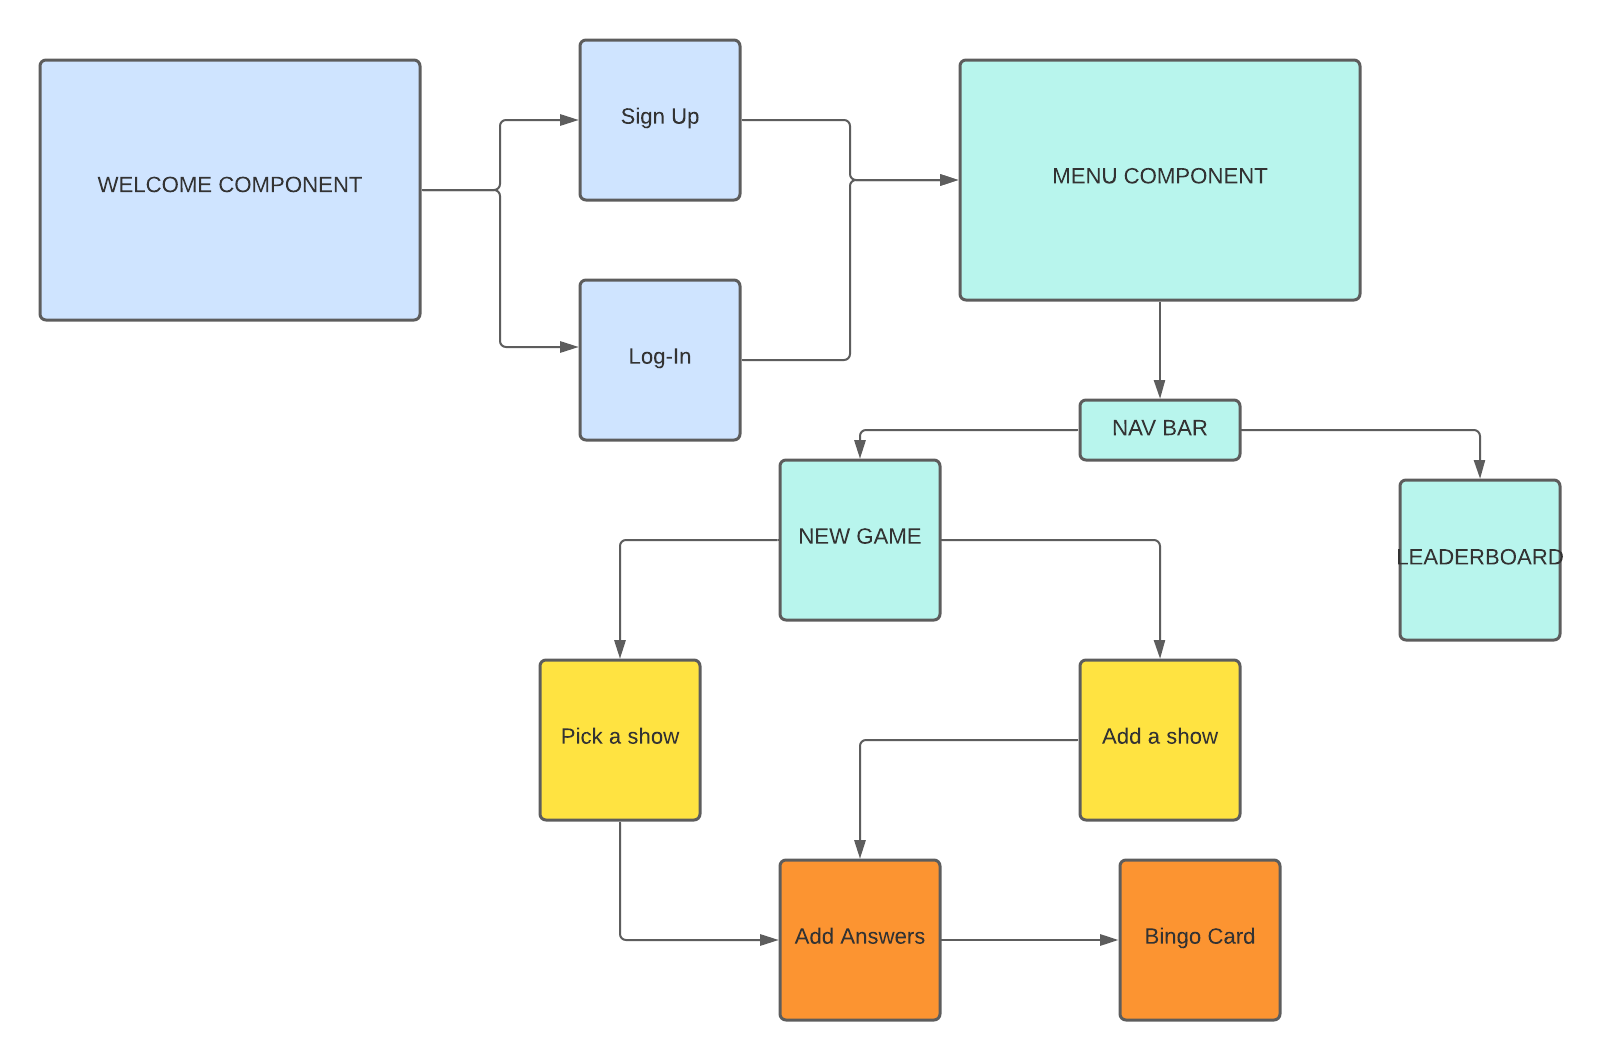 WELCOME COMPONENT
Sign Up
Log-In
MENU COMPONENT
NAV BAR
NEW GAME
LEADERBOARD
Pick a show
Add a show
Add Answers
Bingo Card